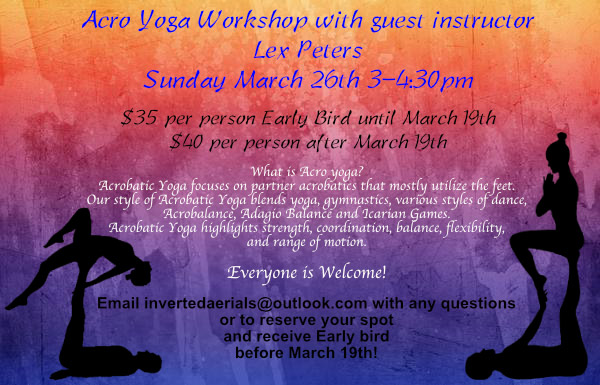 Acro Yoga Workshop with guest instructor
Lex Peters
Sunday March 26th 3-4:30pm
$35 per person Early Bird until March 19th
$40 per person after March 19th
What is Acro yoga?
Acrobatic Yoga focuses on partner acrobatics that mostly utilize the feet.
Our style of Acrobatic Yoga blends yoga, gymnastics, various styles of dance,
Acrobalance, Adagio Balance and Icarian Games.
Acrobatic Yoga highlights strength, coordination, balance, flexibility,
and range of motion.
Everyone is Welcome!
Email invertedaerials@outlook.com with any questions
or to reserve your spot
and receive Early bird
before March 19th!